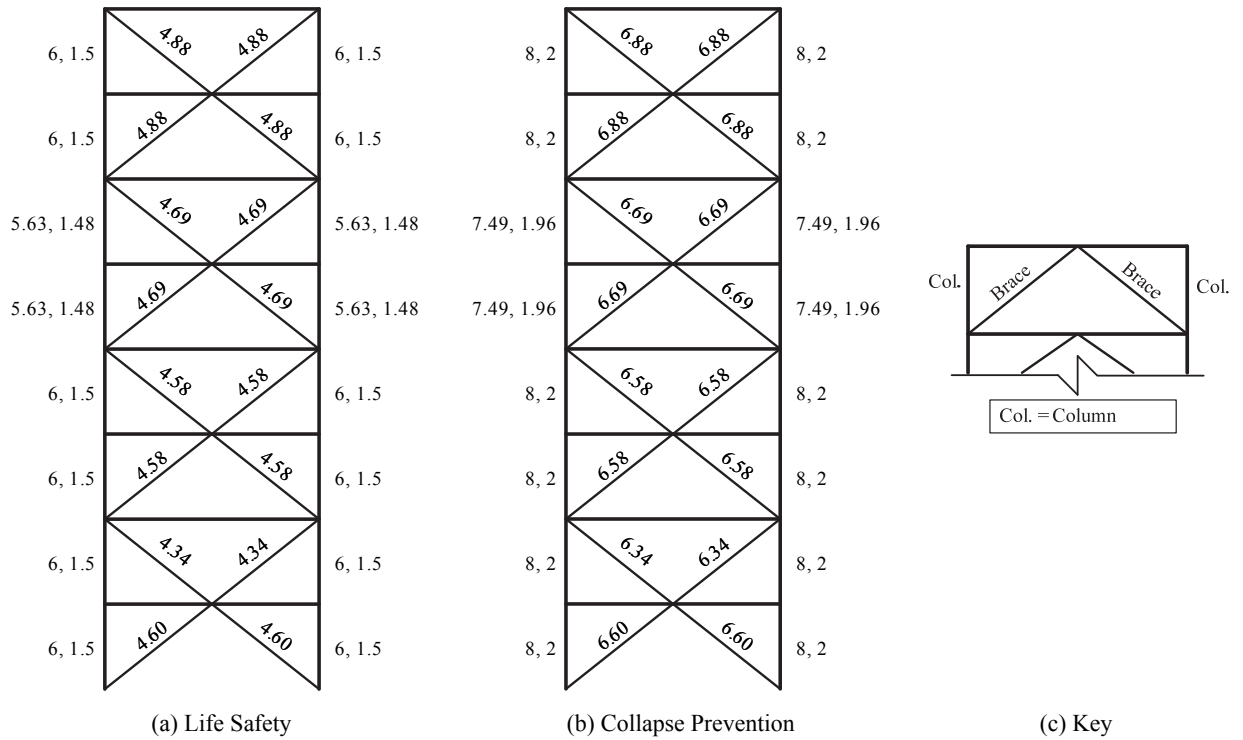 6, 1.5 4.88 4.88 6, 1.5
6, 1.5 4.88 4.88 6, 1.5
5.63, 1.48 4.69 4.69 5.63, 1.48
5.63, 1.48 4.69 4.69 5.63, 1.48
6, 1.5 4.58 4.58 6, 1.5
6, 1.5 4.58 4.58 6, 1.5
6, 1.5 4.34 4.34 6, 1.5
6, 1.5 4.60 4.60 6, 1.5
(a) Life Safety
8, 2 6.88 6.88 8, 2
8, 2 6.88 6.88 8, 2
7.49, 1.96 6.69 6.69 7.49, 1.96
7.49, 1.96 6.69 6.69 7.49, 1.96
8, 2 6.58 6.58 8, 2
8, 2 6.58 6.58 8, 2
8, 2 6.34 6.34 8, 2
8, 2 6.60 6.60 8, 2
(b) Collapse Prevention
Col. Brace Brace Col.
Col. = Column
(c) Key